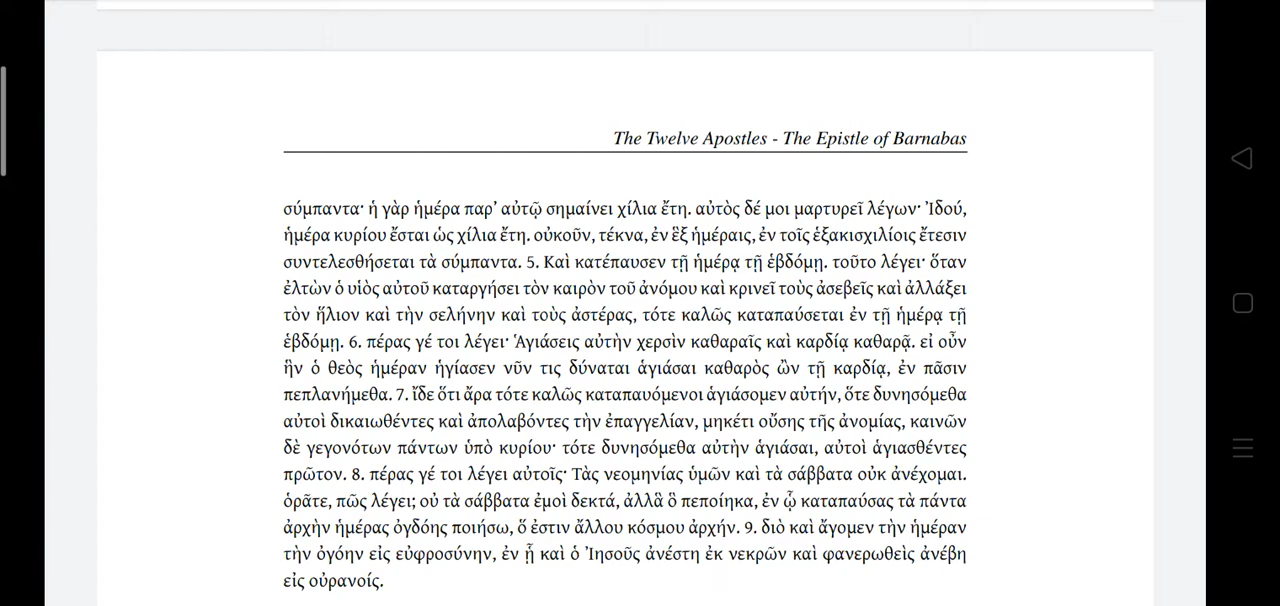 The Twelve Apostles - The Epistle of Barnabas
σύμπαντα· ἡ γὰρ ἡμέρα παρ’ αὐτῷ σημαίνει χίλια ἔτη. αὐτὸς δέ μοι μαρτυρεῖ λέγων· Ἰδού,
ἡμέρα κυρίου ἔσται ὡς χίλια ἔτη. οὐκοῦν, τέκνα, ἐν ἓξ ἡμέραις, ἐν τοῖς ἑξακισχιλίοις ἔτεσιν
συντελεσθήσεται τὰ σύμπαντα. 5. Καὶ κατέπαυσεν τῇ ἡμέρᾳ τῇ ἑβδόμῃ. τοῦτο λέγει· ὅταν
ἐλτὼν ὁ υἱὸς αὐτοῦ καταργήσει τὸν καιρὸν τοῦ ἀνόμου καὶ κρινεῖ τοὺς ἀσεβεῖς καὶ ἀλλάξει
τὸν ἥλιον καὶ τὴν σελήνην καὶ τοὺς ἀστέρας, τότε καλῶς καταπαύσεται ἐν τῇ ἡμέρᾳ τῇ
ἑβδόμῃ. 6. πέρας γέ τοι λέγει· Ἁγιάσεις αὐτὴν χερσὶν καθαραῖς καὶ καρδίᾳ καθαρᾷ. εἰ οὖν
ἣν ὁ θεὸς ἡμέραν ἡγίασεν νῦν τις δύναται ἁγιάσαι καθαρὸς ὢν τῇ καρδίᾳ, ἐν πᾶσιν
πεπλανήμεθα. 7. ἴδε ὅτι ἄρα τότε καλῶς καταπαυόμενοι ἁγιάσομεν αὐτήν, ὅτε δυνησόμεθα
αὐτοὶ δικαιωθέντες καὶ ἀπολαβόντες τὴν ἐπαγγελίαν, μηκέτι οὔσης τῆς ἀνομίας, καινῶν
δὲ γεγονότων πάντων ὑπὸ κυρίου· τότε δυνησόμεθα αὐτὴν ἁγιάσαι, αὐτοὶ ἁγιασθέντες
πρῶτον. 8. πέρας γέ τοι λέγει αὐτοῖς· Τὰς νεομηνίας ὑμῶν καὶ τὰ σάββατα οὐκ ἀνέχομαι.
ὁρᾶτε, πῶς λέγει; οὐ τὰ σάββατα ἐμοὶ δεκτά, ἀλλἃ ὃ πεποίηκα, ἐν ᾧ καταπαύσας τὰ πάντα
ἀρχὴν ἡμέρας ὀγδόης ποιήσω, ὅ ἐστιν ἄλλου κόσμου ἀρχήν. 9. διὸ καὶ ἄγομεν τὴν ἡμέραν
τὴν ὀγόην εἰς εὐφροσύνην, ἐν ᾗ καὶ ὁ Ἰησοῦς ἀνέστη ἐκ νεκρῶν καὶ φανερωθεὶς ἀνέβη
εἰς οὐρανοίς.